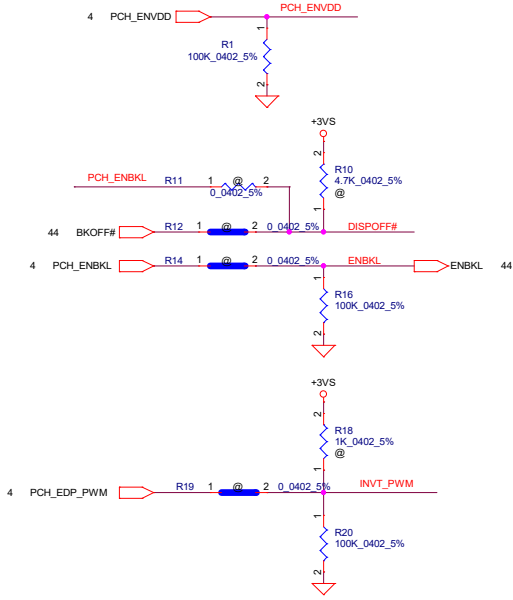 4 PCH_ENVDD PCH_ENVDD
1
R1
100K_0402_5%
2
+3VS
2
R10
4.7K_0402_5%
@
1
PCH_ENBKL R11 1 @ 2
0_0402_5%
44 BKOFF# R12 1 @ 2 0_0402_5% DISPOFF#
4 PCH_ENBKL R14 1 @ 2 0_0402_5% ENBKL ENBKL 44
1
R16
100K_0402_5%
2
+3VS
2
R18
1K_0402_5%
@
1
4 PCH_EDP_PWM R19 1 @ 2 0_0402_5% INVT_PWM
1
R20
100K_0402_5%
2